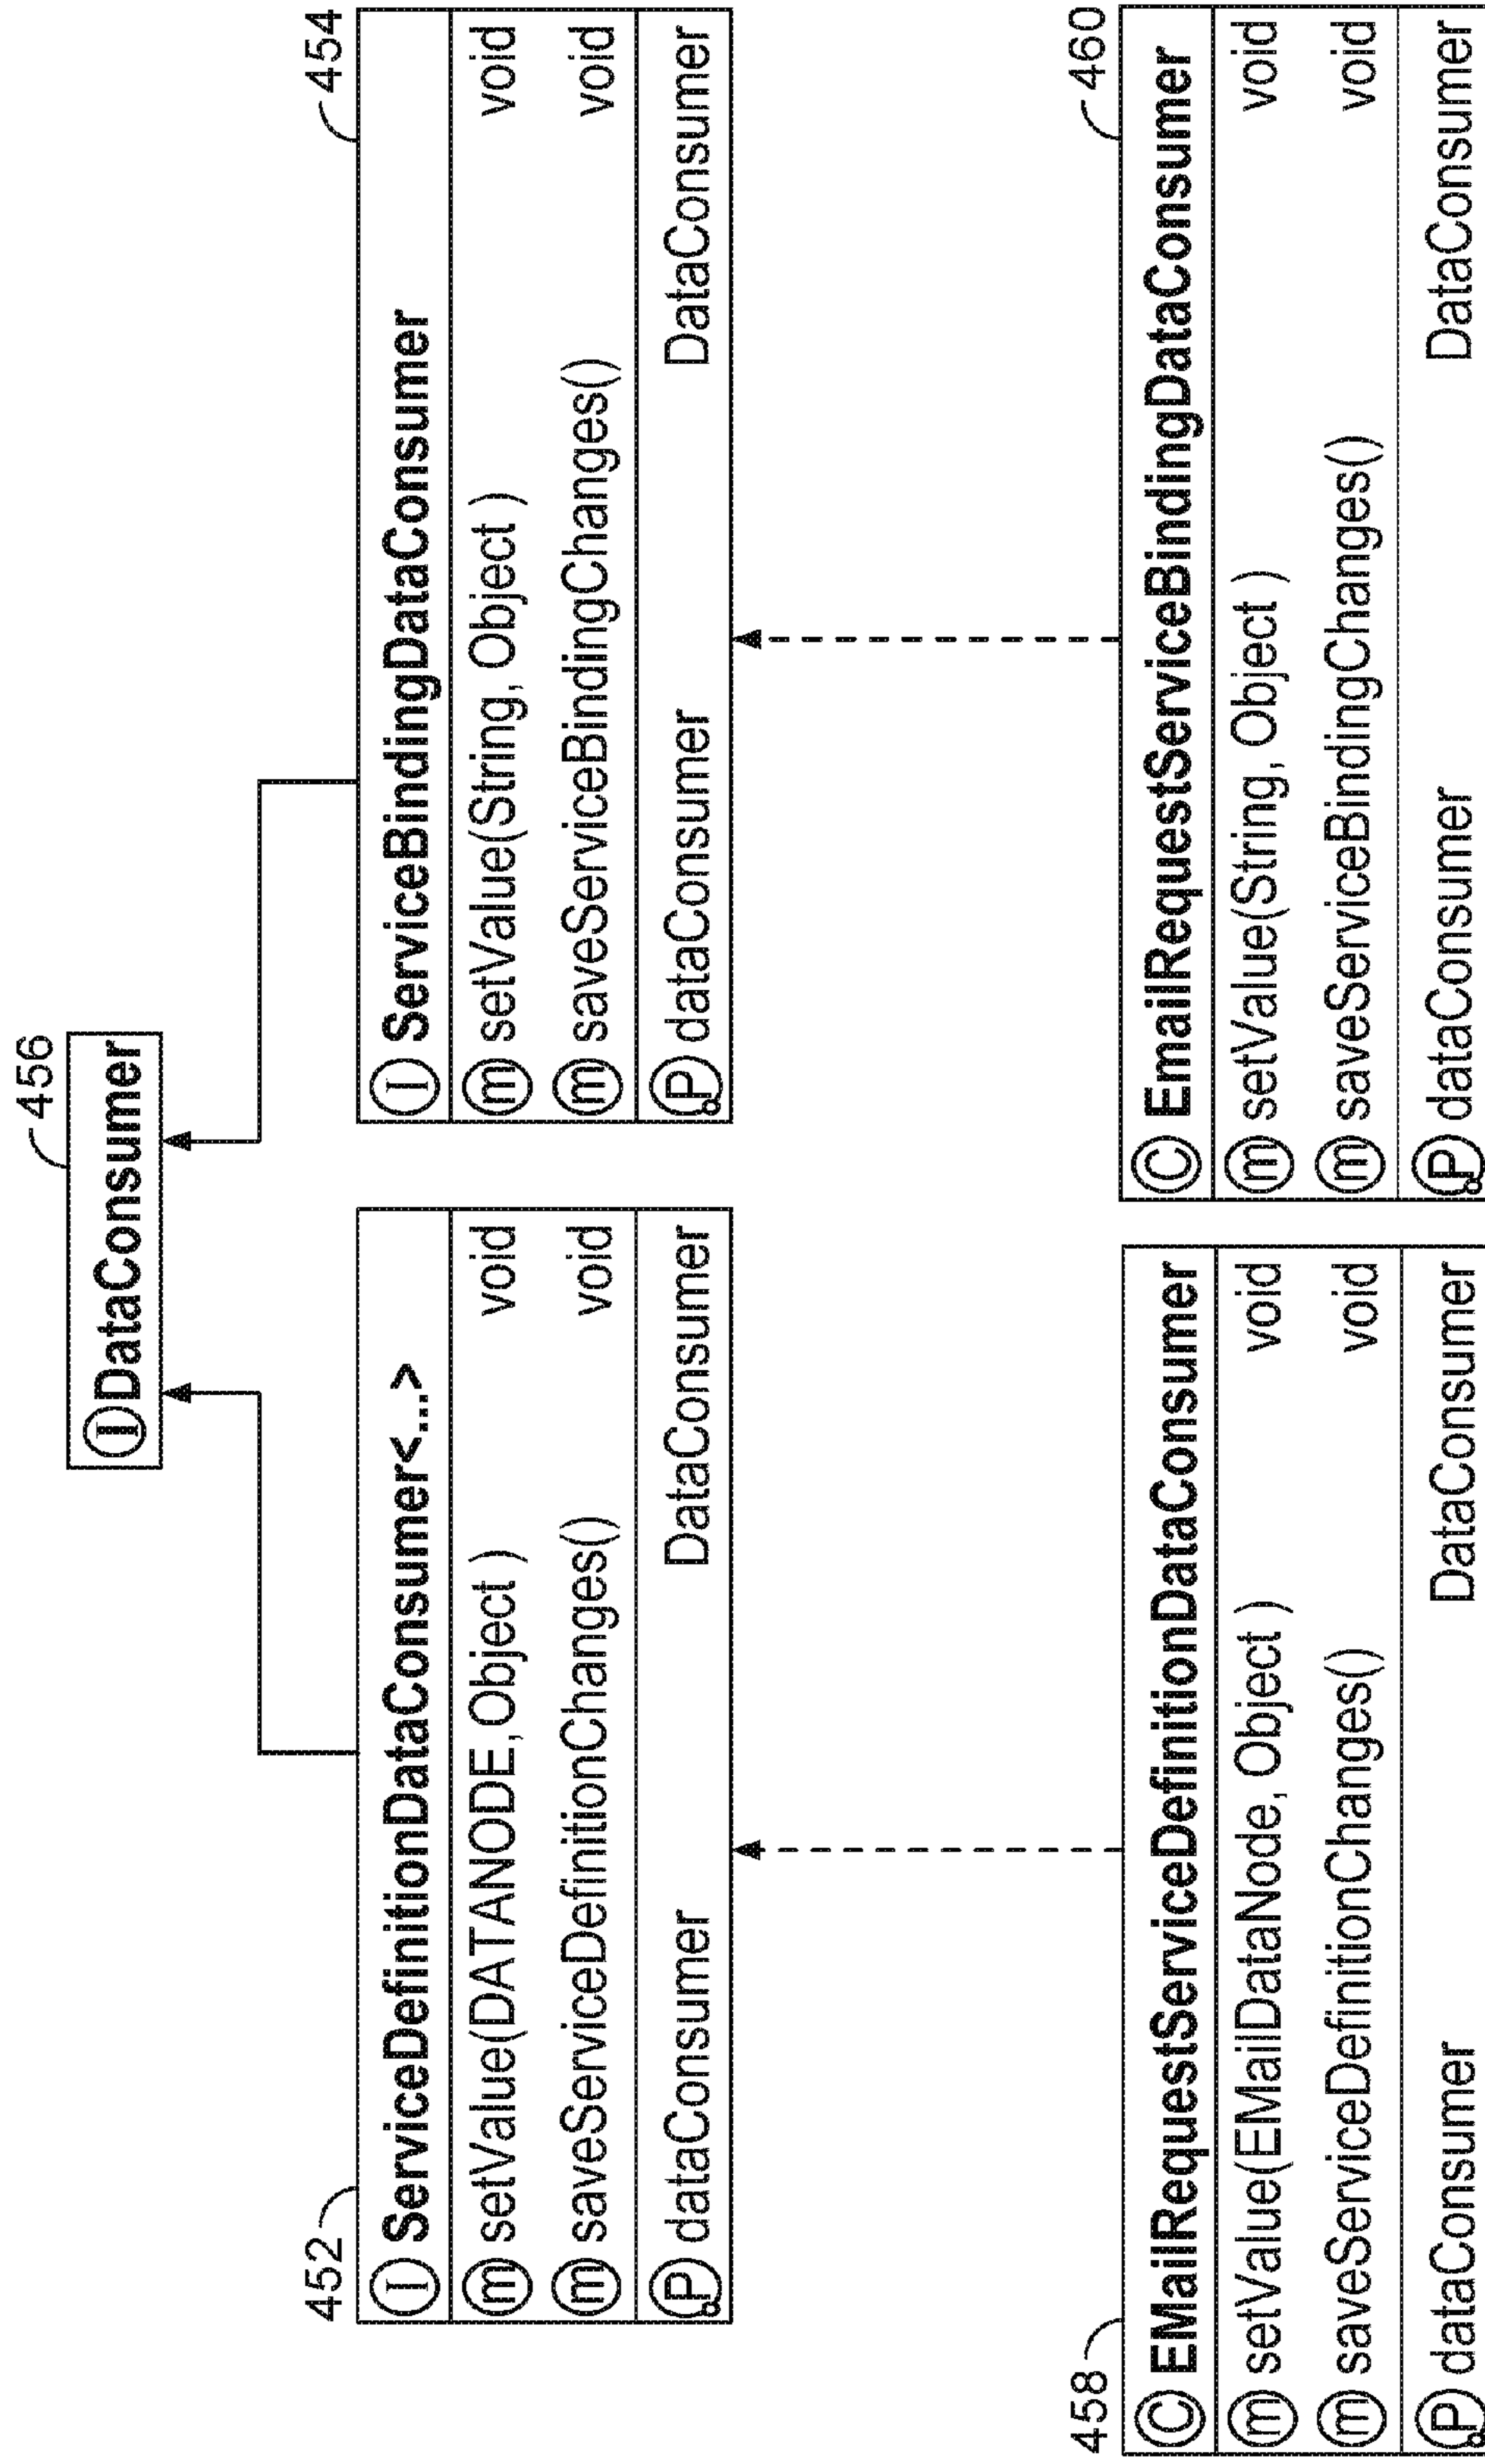 456
Ⓘ DataConsumer
452
Ⓘ ServiceDefinitionDataConsumer<...>
ⓜ setValue(DATANODE,Object ) void
ⓜ saveServiceDefinitionChanges() void
Ⓟ dataConsumer DataConsumer
454
Ⓘ ServiceBindingDataConsumer
ⓜ setValue(String, Object ) void
ⓜ saveServiceBindingChanges() void
Ⓟ dataConsumer DataConsumer
458
Ⓒ EMailRequestServiceDefinitionDataConsumer
ⓜ setValue(EMailDataNode, Object ) void
ⓜ saveServiceDefinitionChanges() void
Ⓟ dataConsumer DataConsumer
460
Ⓒ EmailRequestServiceBindingDataConsumer
ⓜ setValue(String, Object ) void
ⓜ saveServiceBindingChanges() void
Ⓟ dataConsumer DataConsumer